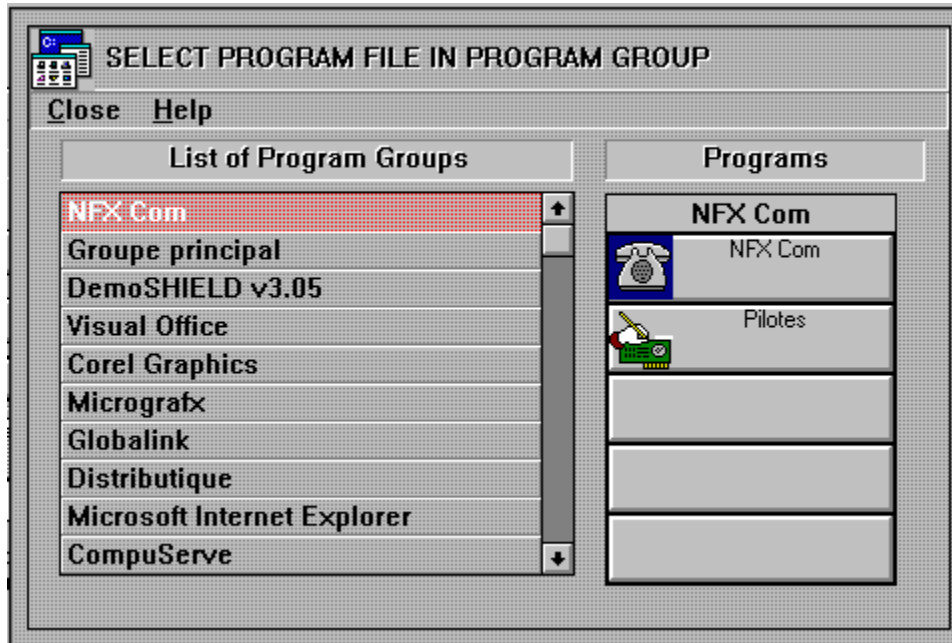 C:
SELECT PROGRAM FILE IN PROGRAM GROUP
Close Help
List of Program Groups
NFX Com
Groupe principal
DemoSHIELD v3.05
Visual Office
Corel Graphics
Micrografx
Globalink
Distributique
Microsoft Internet Explorer
CompuServe
Programs
NFX Com
NFX Com
Pilotes